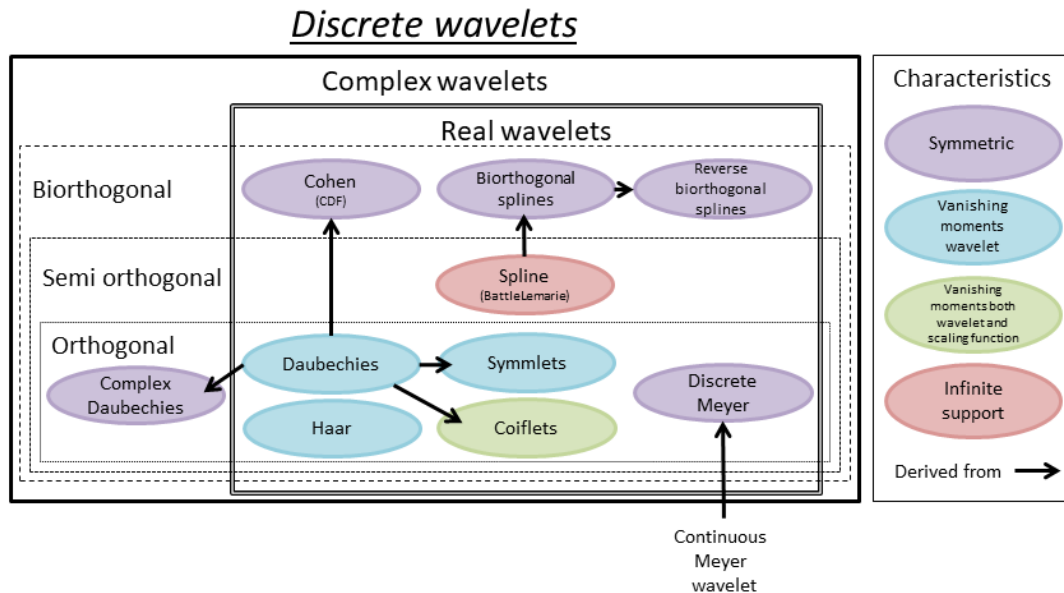 Discrete wavelets
Complex wavelets
Real wavelets
Biorthogonal
Cohen
(CDF)
Biorthogonal
splines
Reverse
biorthogonal
splines
Semi orthogonal
Spline
(BattleLemarie)
Orthogonal
Daubechies
Symmlets
Complex
Daubechies
Discrete
Meyer
Haar
Coiflets
Continuous
Meyer
wavelet
Characteristics
Symmetric
Vanishing
moments
wavelet
Vanishing
moments both
wavelet and
scaling function
Infinite
support
Derived from